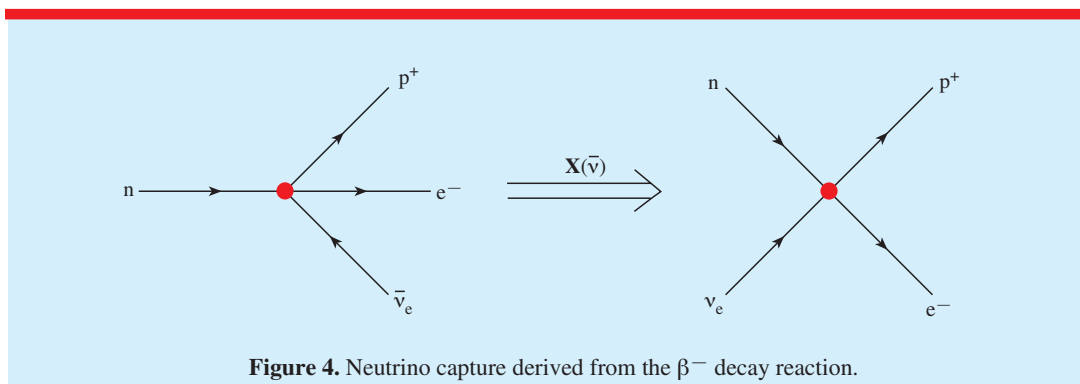 p⁺
n
e⁻
ν̄ₑ
X(ν̄)
n
p⁺
νₑ
e⁻
Figure 4. Neutrino capture derived from the β⁻ decay reaction.